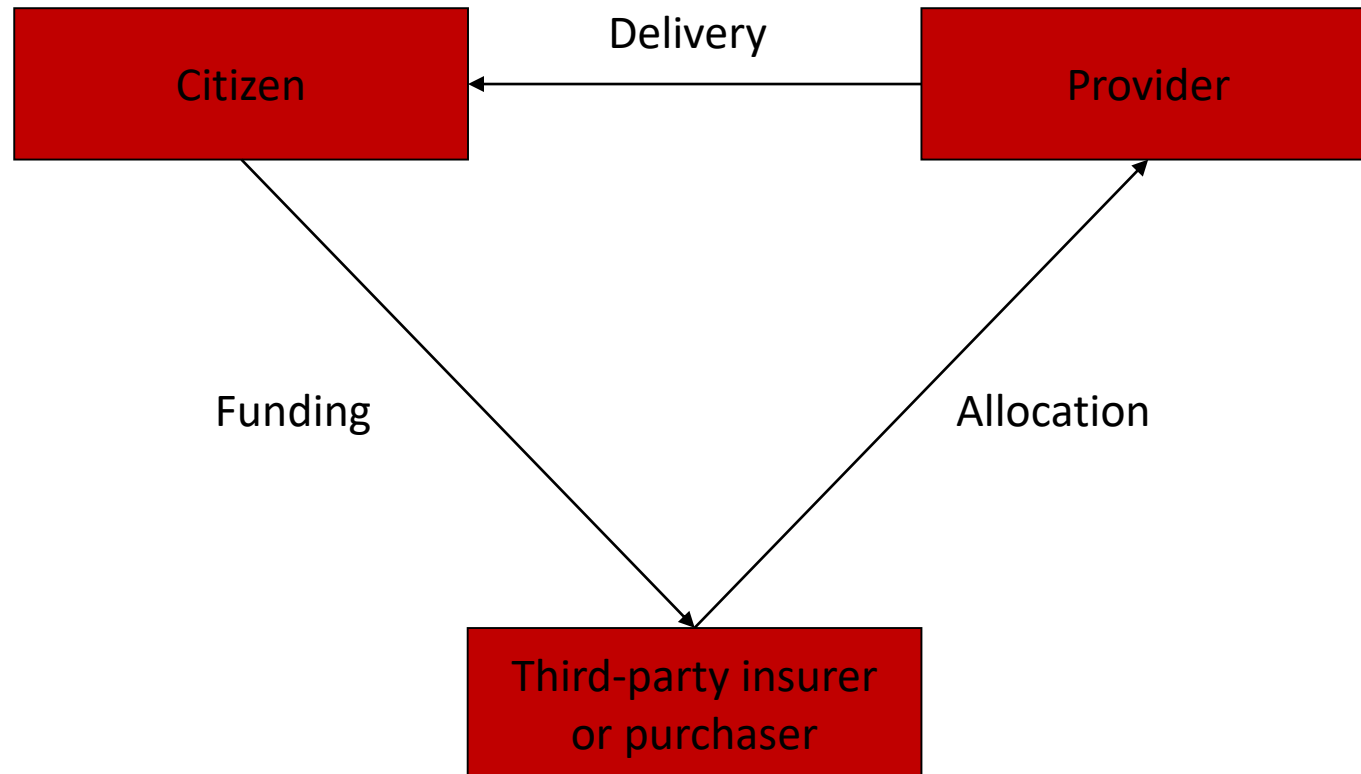 Delivery
Citizen
Provider
Funding
Allocation
Third-party insurer
or purchaser